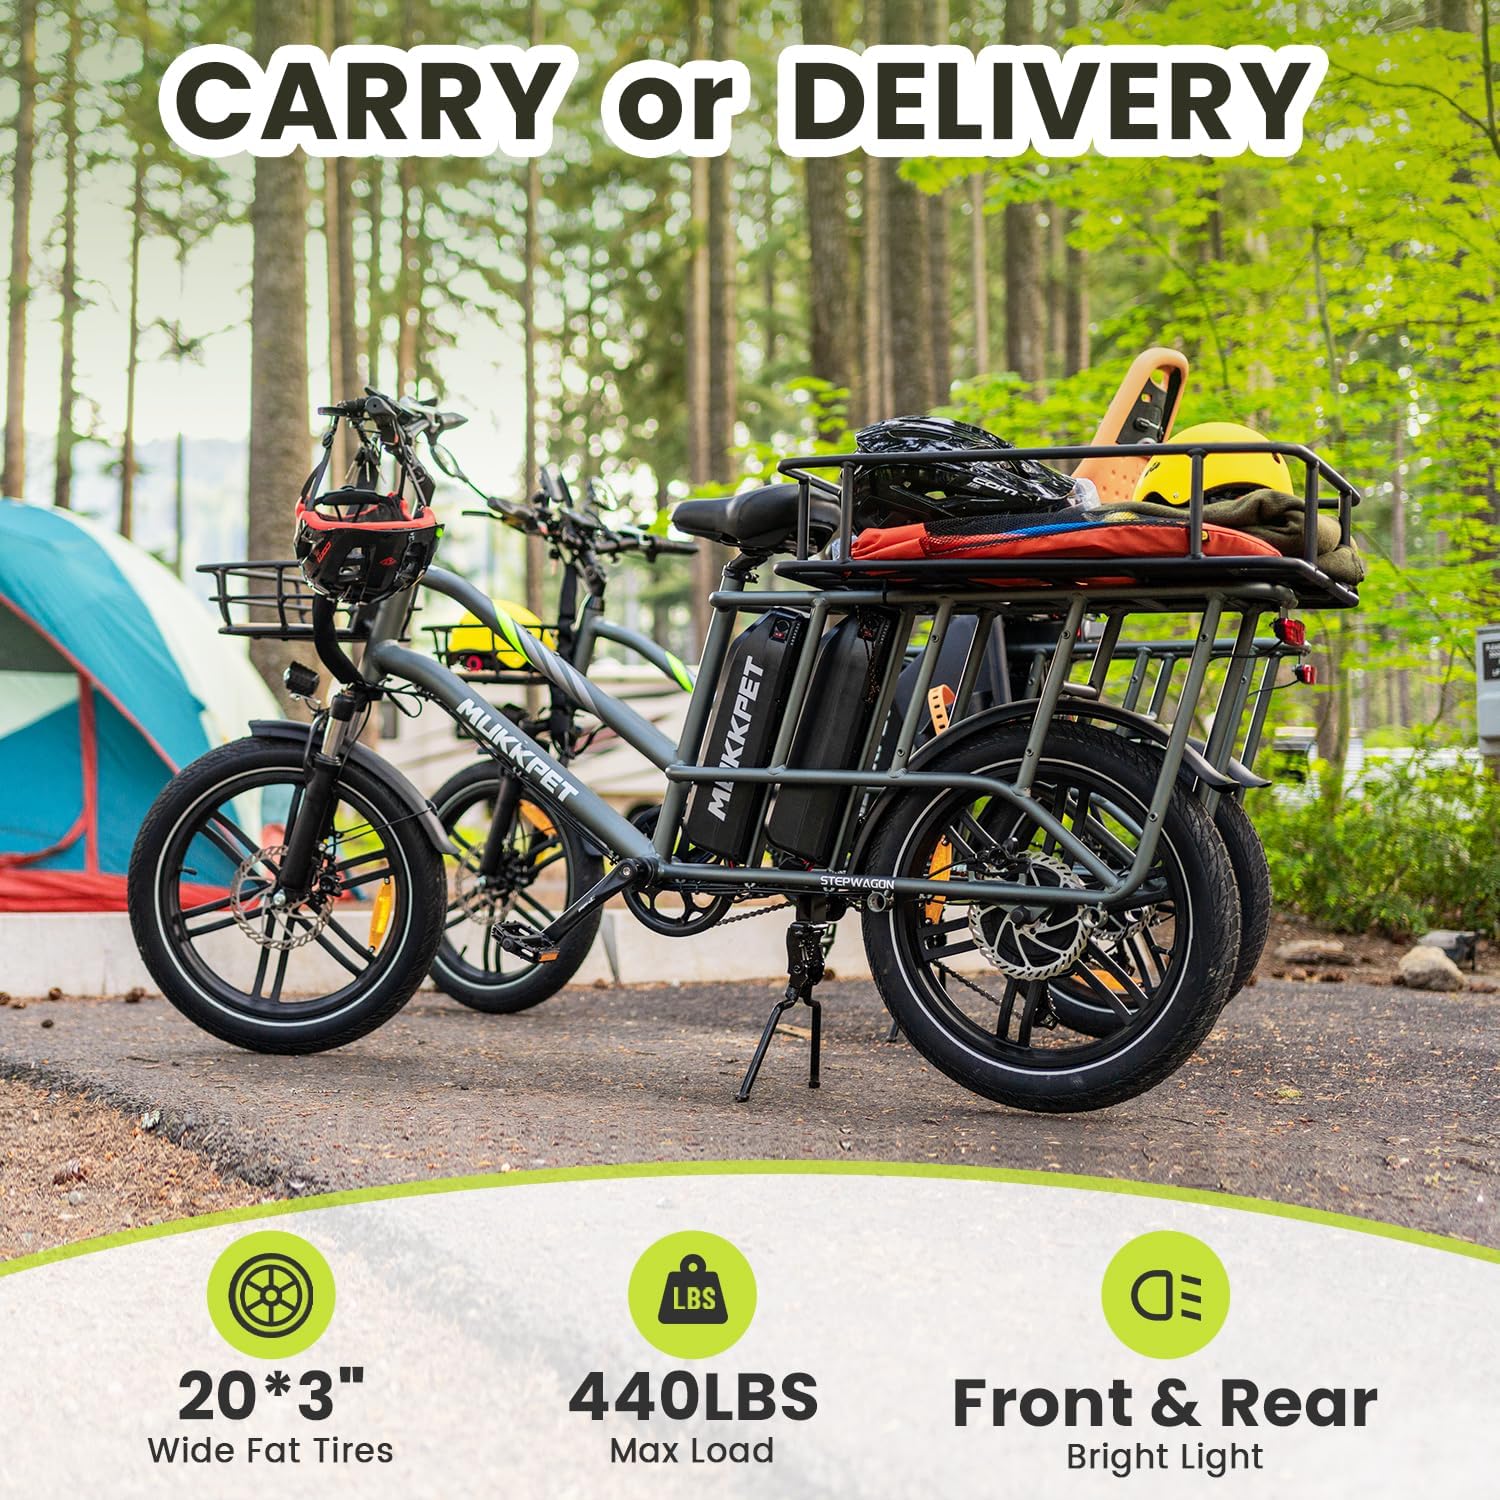 CARRY or DELIVERY
MUKKPET
MUKKPET
STEPWAGON
LBS
20*3"
Wide Fat Tires
440LBS
Max Load
Front & Rear
Bright Light